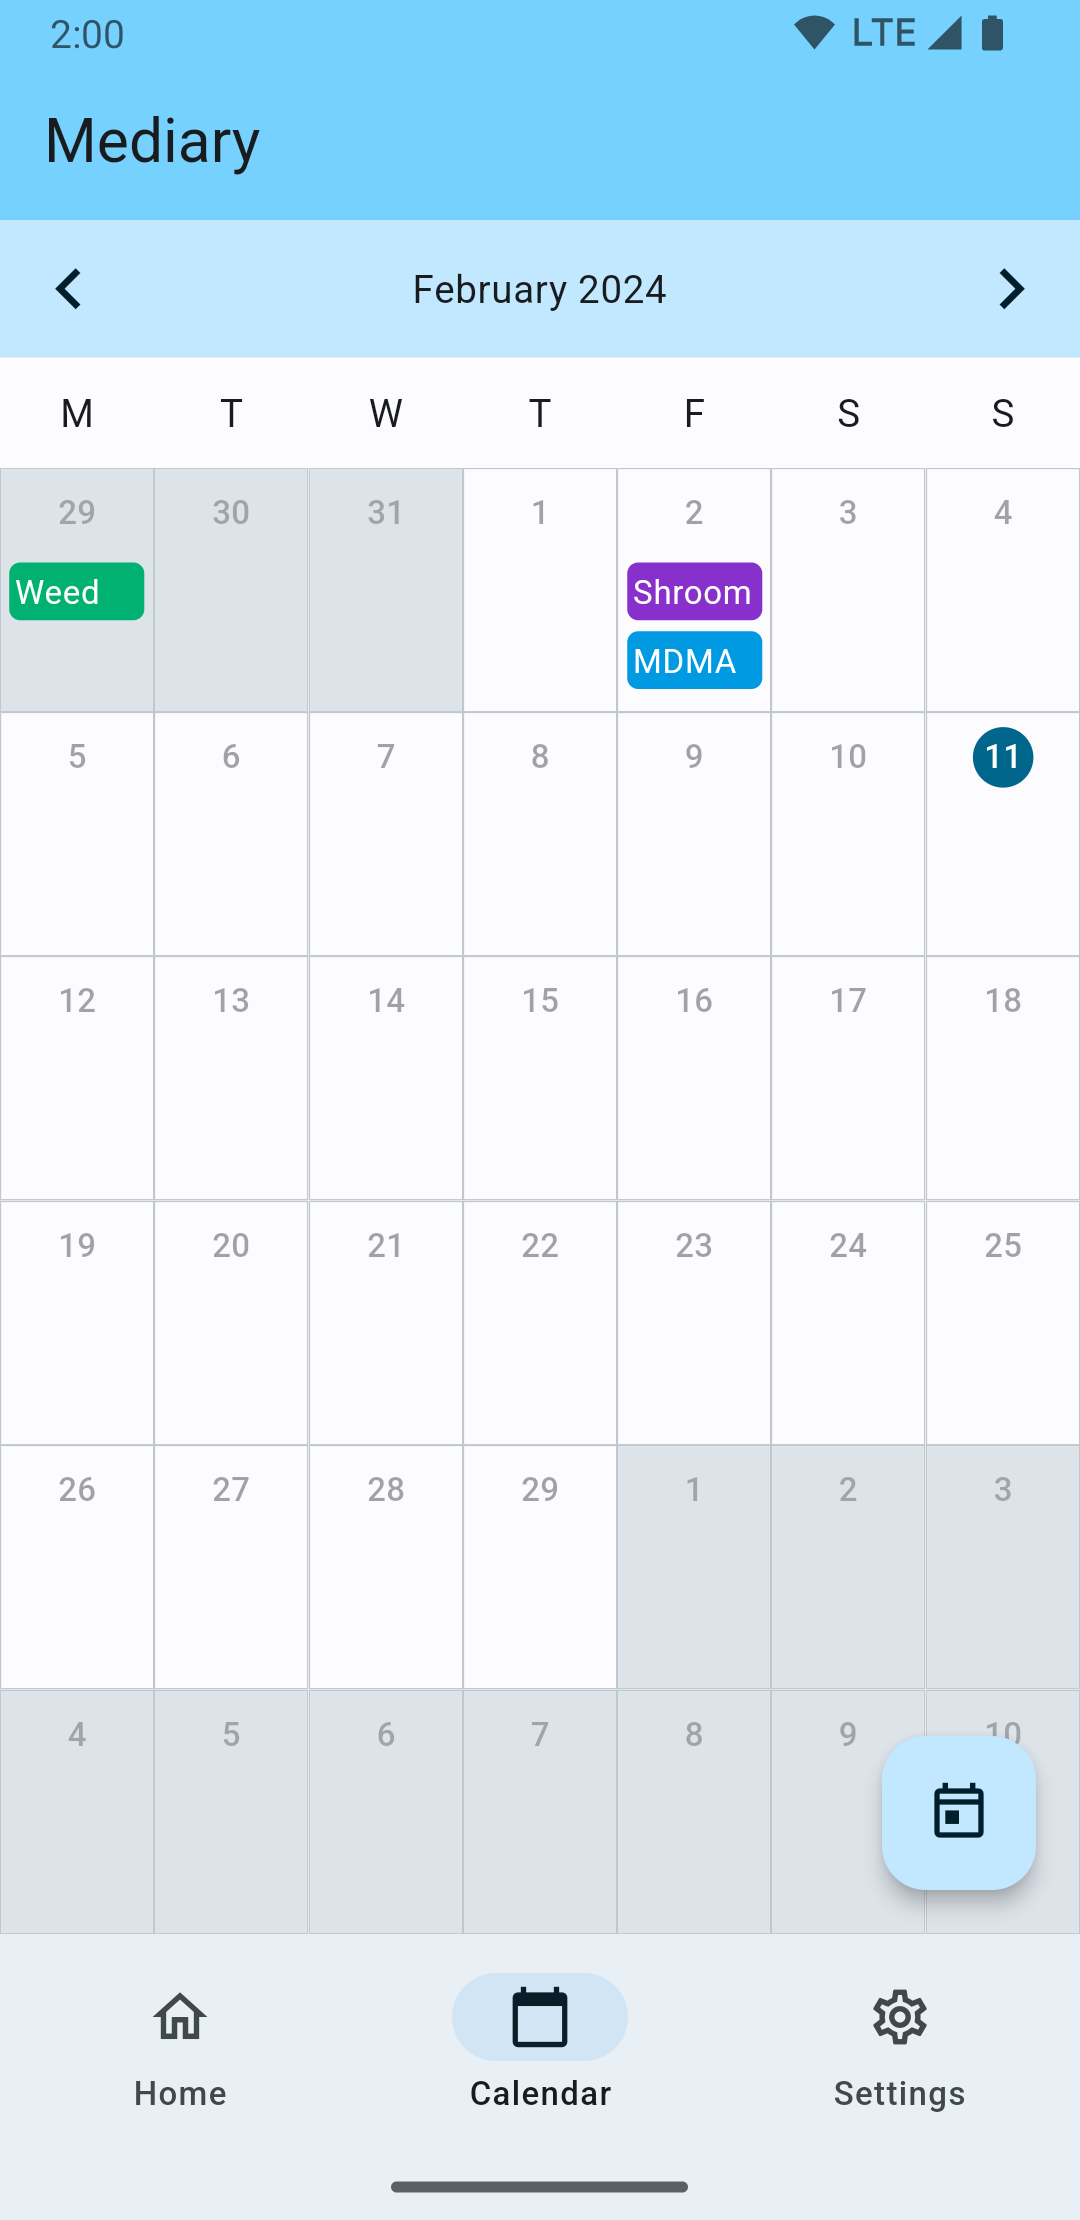 2:00 LTE
Mediary
February 2024
M T W T F S S
29 30 31 1 2 3 4
Weed Shroom
MDMA
5 6 7 8 9 10 11
12 13 14 15 16 17 18
19 20 21 22 23 24 25
26 27 28 29 1 2 3
4 5 6 7 8 9 10
Home Calendar Settings